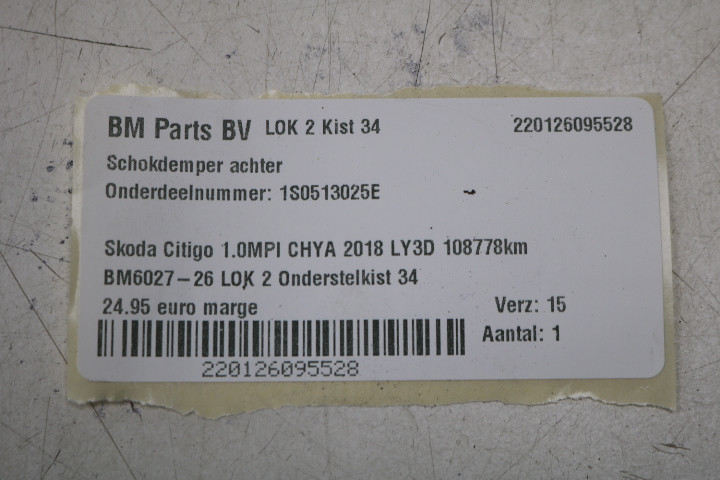 BM Parts BV LOK 2 Kist 34 220126095528
Schokdemper achter
Onderdeelnummer: 1S0513025E
Skoda Citigo 1.0MPI CHYA 2018 LY3D 108778km
BM6027-26 LOK 2 Onderstelkist 34
24.95 euro marge Verz: 15
Aantal: 1
220126095528